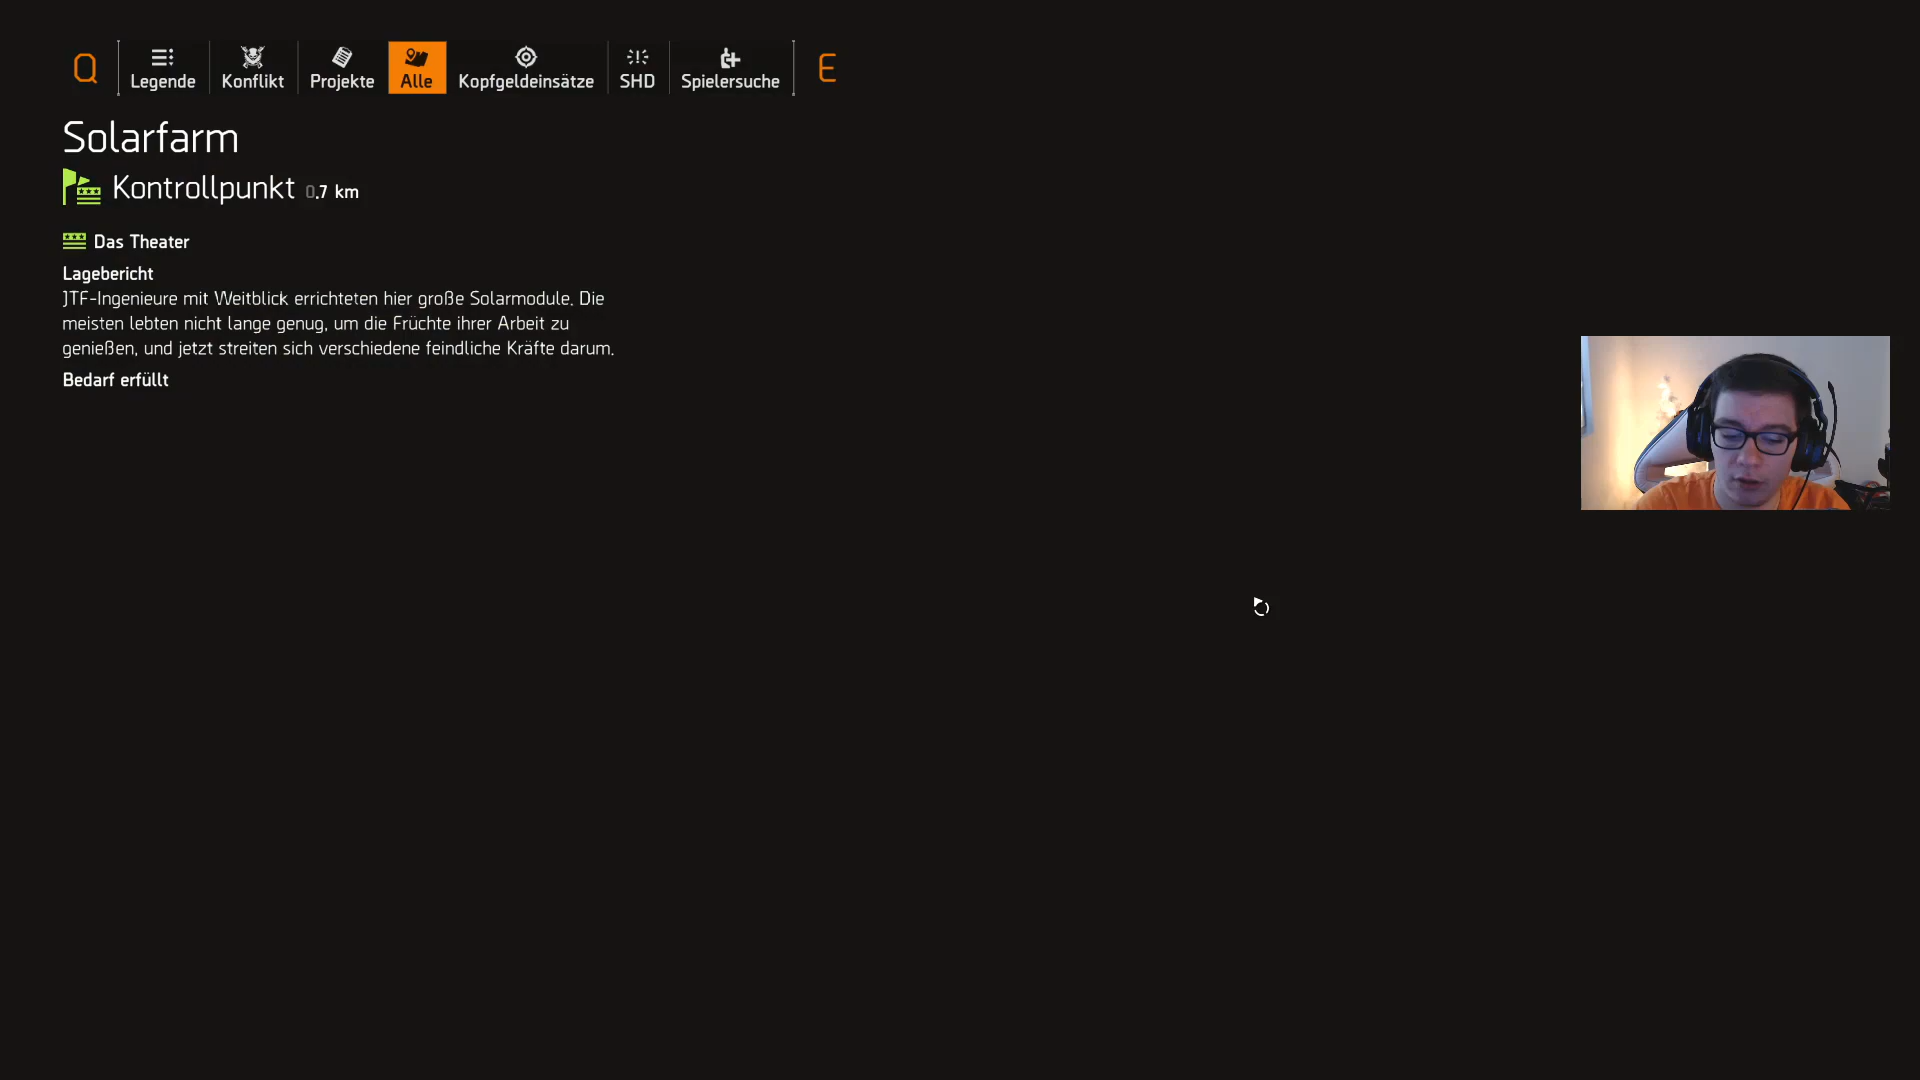 Q
Legende
Konflikt
Projekte
Alle
Kopfgeldeinsätze
SHD
Spielersuche
E
Solarfarm
Kontrollpunkt 0.7 km
Das Theater
Lagebericht
JTF-Ingenieure mit Weitblick errichteten hier große Solarmodule. Die
meisten lebten nicht lange genug, um die Früchte ihrer Arbeit zu
genießen, und jetzt streiten sich verschiedene feindliche Kräfte darum.
Bedarf erfüllt